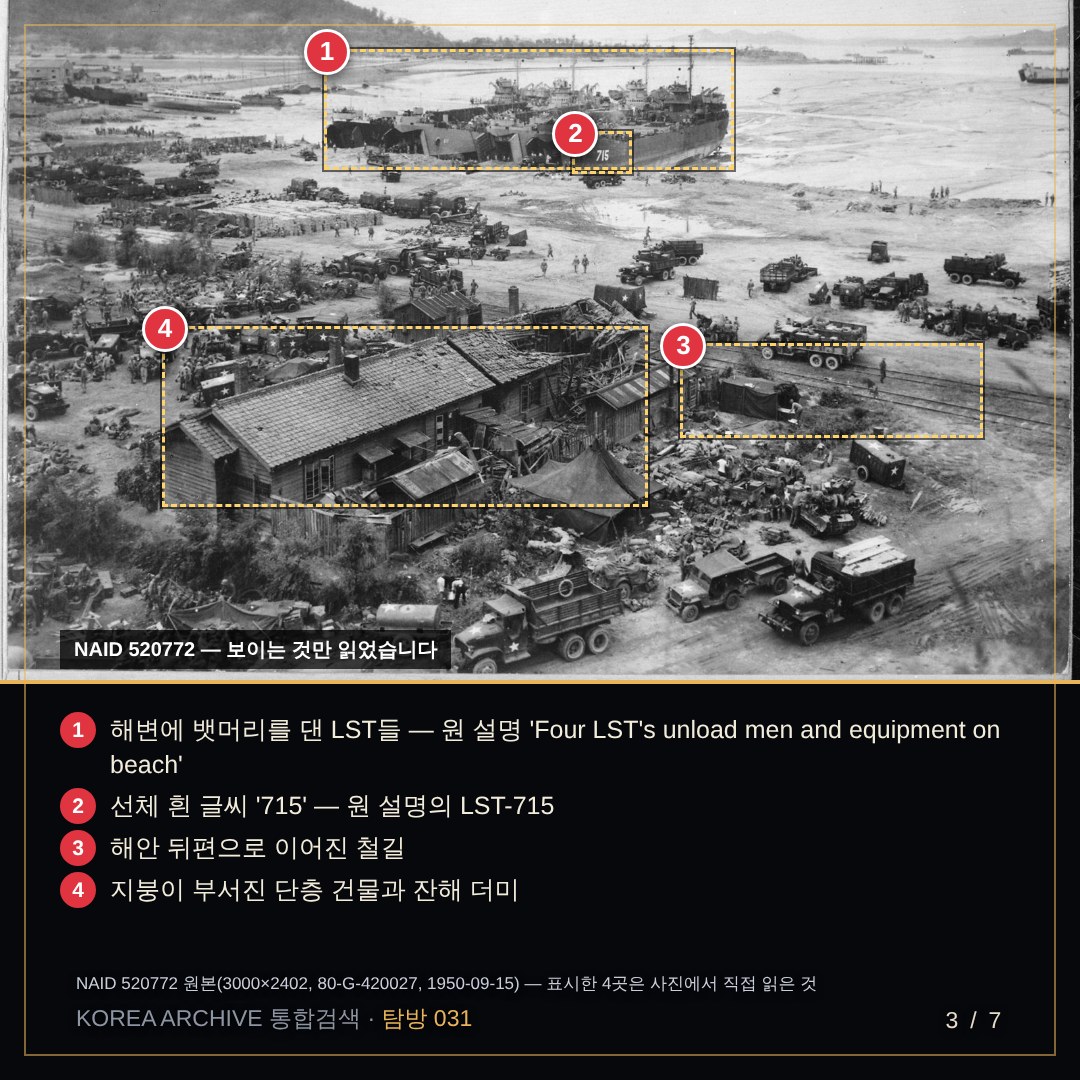 1
2
715
4
3
NAID 520772 — 보이는 것만 읽었습니다
1 해변에 뱃머리를 댄 LST들 — 원 설명 'Four LST's unload men and equipment on
beach'
2 선체 흰 글씨 '715' — 원 설명의 LST-715
3 해안 뒤편으로 이어진 철길
4 지붕이 부서진 단층 건물과 잔해 더미
NAID 520772 원본(3000×2402, 80-G-420027, 1950-09-15) — 표시한 4곳은 사진에서 직접 읽은 것
KOREA ARCHIVE 통합검색 · 탐방 031
3 / 7